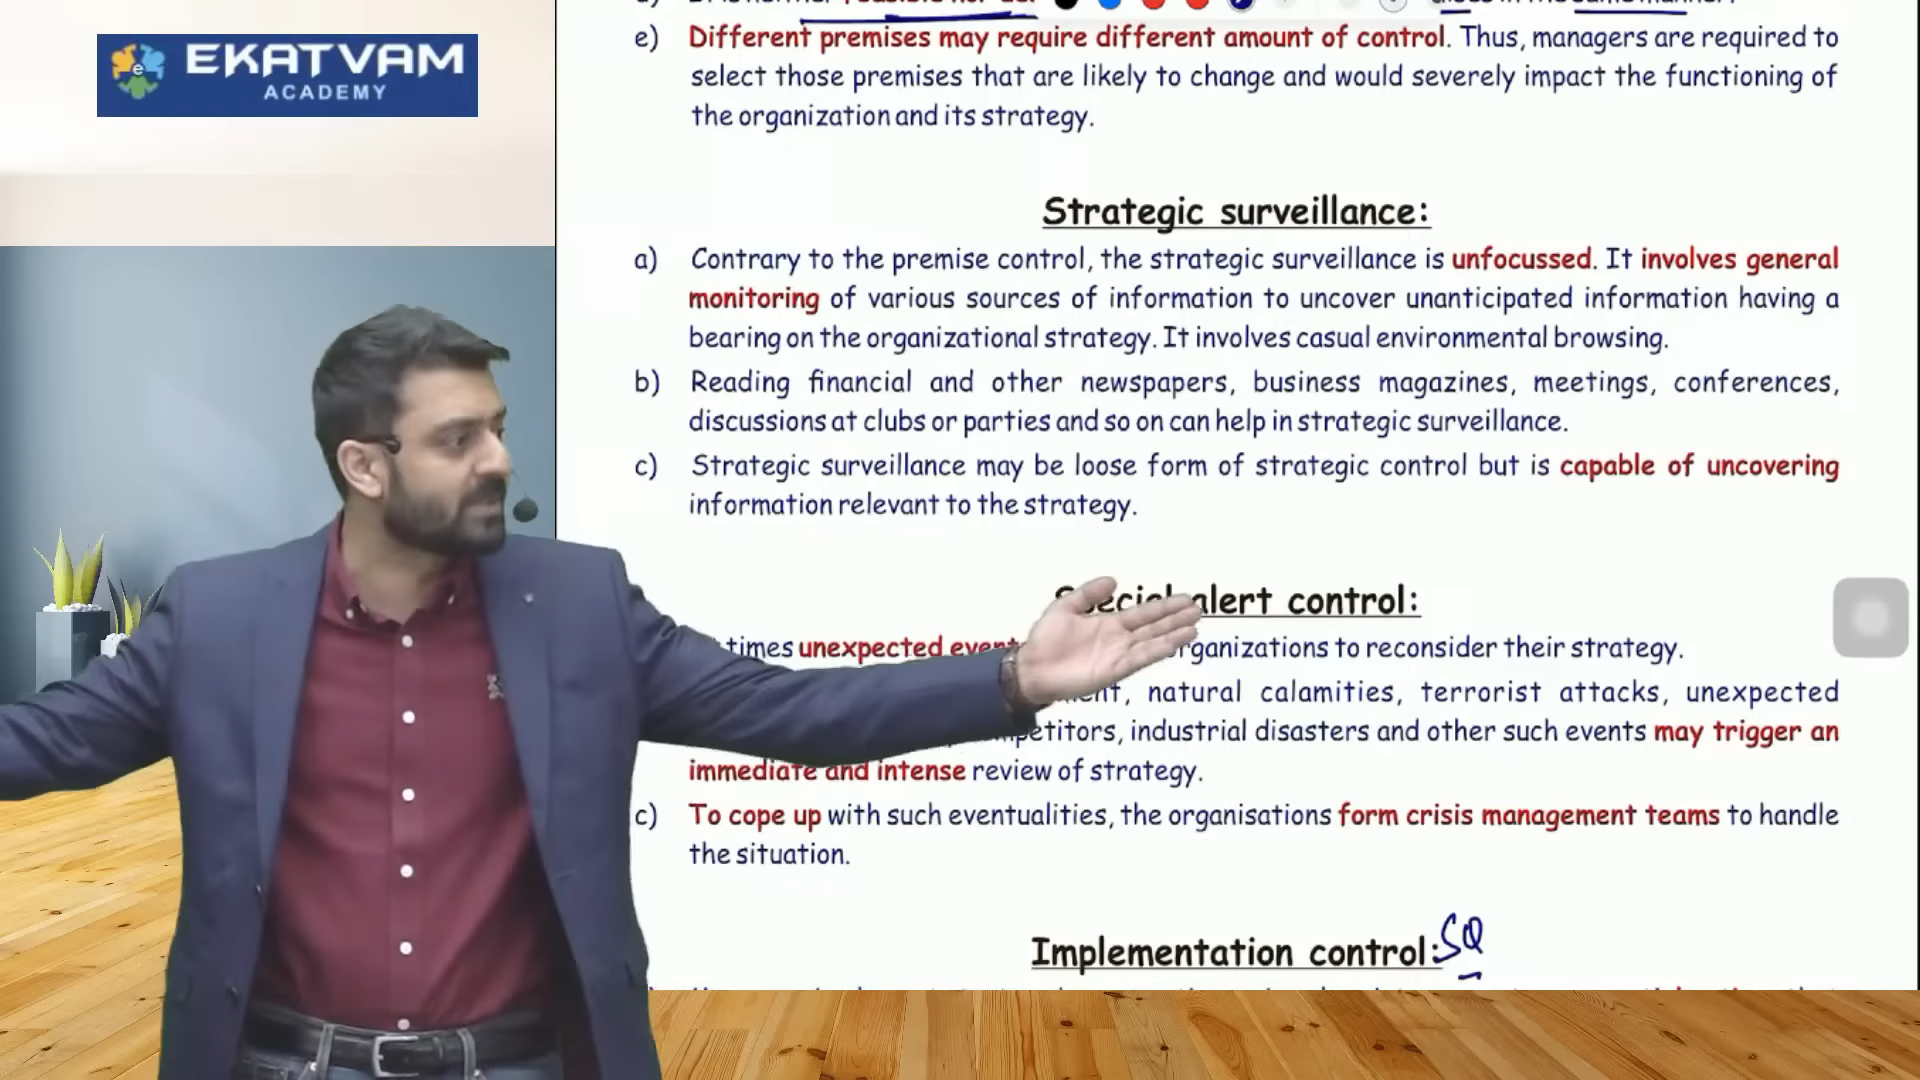 EKATVAM
ACADEMY
e) Different premises may require different amount of control. Thus, managers are required to
select those premises that are likely to change and would severely impact the functioning of
the organization and its strategy.
Strategic surveillance:
a) Contrary to the premise control, the strategic surveillance is unfocussed. It involves general
monitoring of various sources of information to uncover unanticipated information having a
bearing on the organizational strategy. It involves casual environmental browsing.
b) Reading financial and other newspapers, business magazines, meetings, conferences,
discussions at clubs or parties and so on can help in strategic surveillance.
c) Strategic surveillance may be loose form of strategic control but is capable of uncovering
information relevant to the strategy.
Special alert control:
times unexpected organizations to reconsider their strategy.
natural calamities, terrorist attacks, unexpected
industrial disasters and other such events may trigger an
immediate and intense review of strategy.
c) To cope up with such eventualities, the organisations form crisis management teams to handle
the situation.
Implementation control: SQ